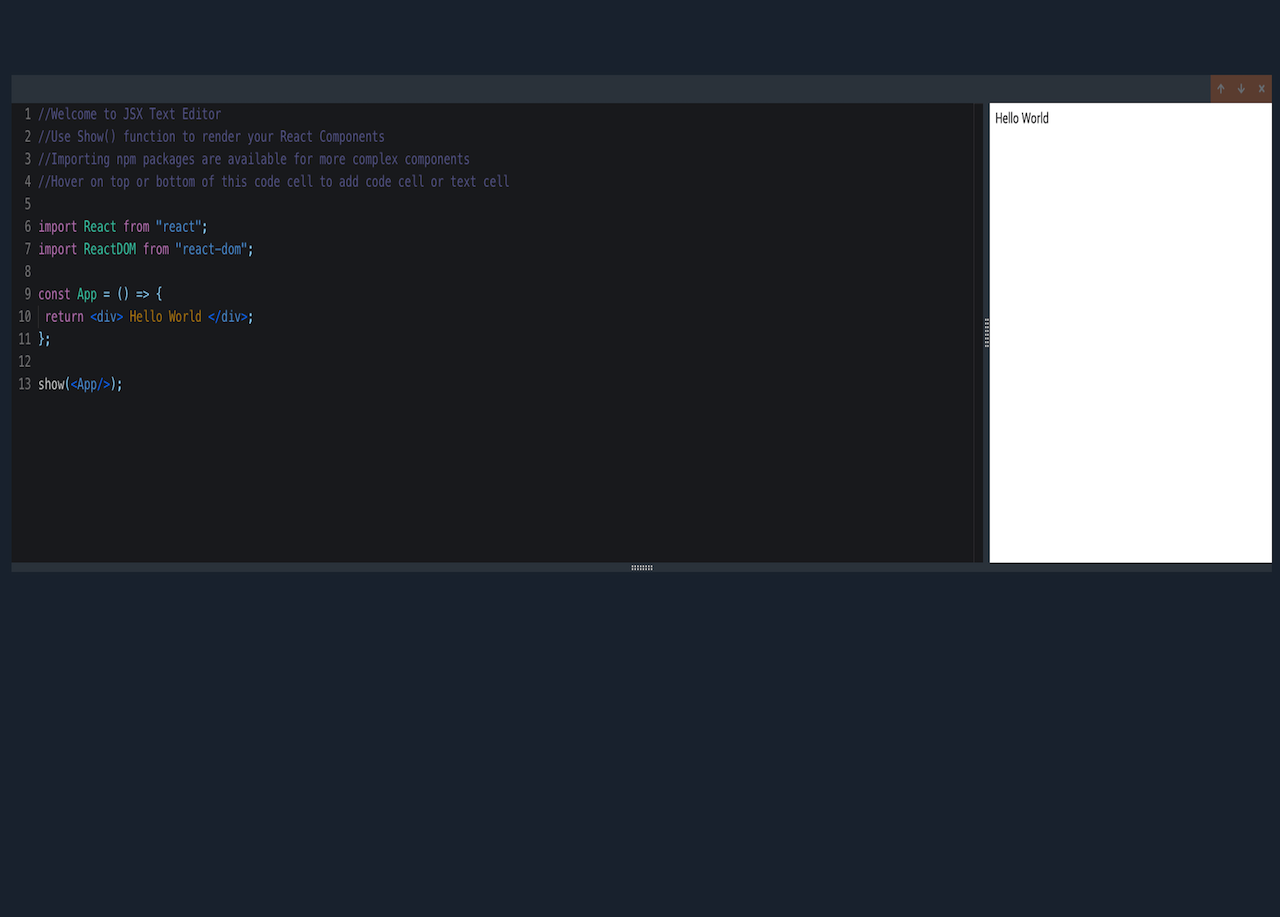 1 //Welcome to JSX Text Editor
2 //Use Show() function to render your React Components
3 //Importing npm packages are available for more complex components
4 //Hover on top or bottom of this code cell to add code cell or text cell
5
6 import React from "react";
7 import ReactDOM from "react-dom";
8
9 const App = () => {
10  return <div> Hello World </div>;
11 };
12
13 show(<App/>);
Hello World